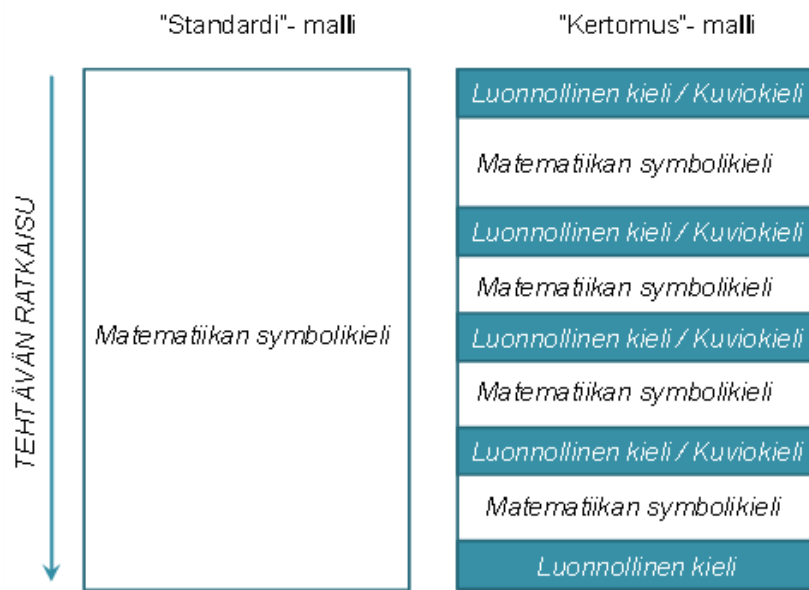 "Standardi"- malli
"Kertomus"- malli
TEHTÄVÄN RATKAISU
Matematiikan symbolikieli
Luonnollinen kieli / Kuviokieli
Matematiikan symbolikieli
Luonnollinen kieli / Kuviokieli
Matematiikan symbolikieli
Luonnollinen kieli / Kuviokieli
Matematiikan symbolikieli
Luonnollinen kieli / Kuviokieli
Matematiikan symbolikieli
Luonnollinen kieli